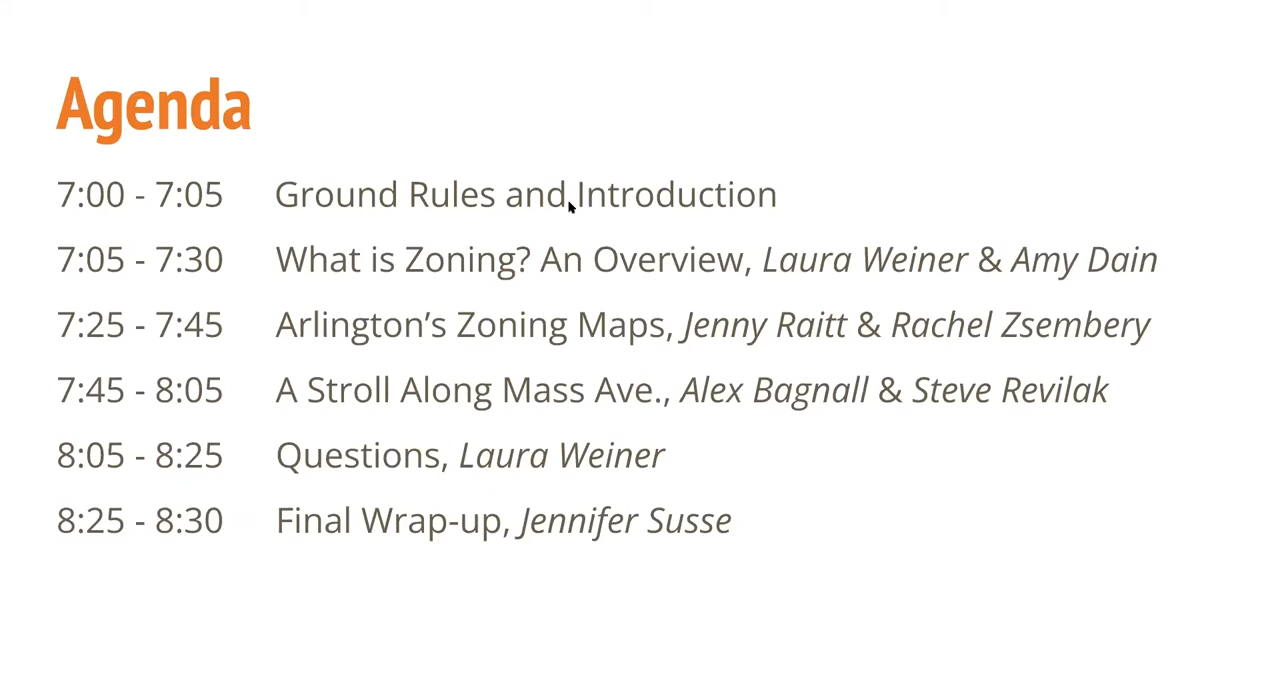 Agenda
7:00 - 7:05 Ground Rules and Introduction
7:05 - 7:30 What is Zoning? An Overview, Laura Weiner & Amy Dain
7:25 - 7:45 Arlington’s Zoning Maps, Jenny Raitt & Rachel Zsembery
7:45 - 8:05 A Stroll Along Mass Ave., Alex Bagnall & Steve Revilak
8:05 - 8:25 Questions, Laura Weiner
8:25 - 8:30 Final Wrap-up, Jennifer Susse